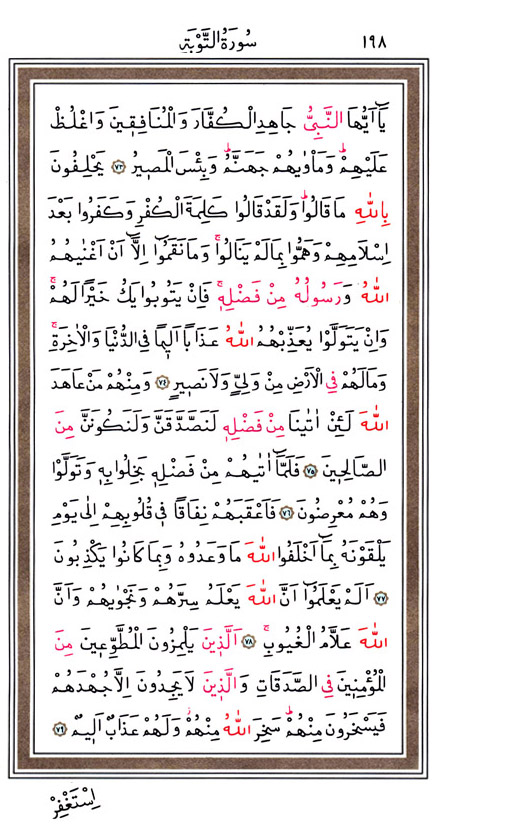 ١٩٨ سُورَةُ التَّوْبَةِ
يَٓا اَيُّهَا النَّبِيُّ جَاهِدِ الْكُفَّارَ وَالْمُنَافِق۪ينَ وَاغْلُظْ
عَلَيْهِمْۜ وَمَأْوٰيهُمْ جَهَنَّمُۜ وَبِئْسَ الْمَص۪يرُ ﴿٧٣﴾ يَحْلِفُونَ
بِاللّٰهِ مَا قَالُواۜ وَلَقَدْ قَالُوا كَلِمَةَ الْكُفْرِ وَكَفَرُوا بَعْدَ
اِسْلَامِهِمْ وَهَمُّوا بِمَا لَمْ يَنَالُواۚ وَمَا نَقَمُٓوا اِلَّٓا اَنْ اَغْنٰيهُمُ
اللّٰهُ وَرَسُولُهُ مِنْ فَضْلِه۪ۚ فَاِنْ يَتُوبُوا يَكُ خَيْرًا لَهُمْۚ
وَاِنْ يَتَوَلَّوْا يُعَذِّبْهُمُ اللّٰهُ عَذَابًا اَل۪يمًا فِي الدُّنْيَا وَالْاٰخِرَةِۚ
وَمَا لَهُمْ فِي الْاَرْضِ مِنْ وَلِيٍّ وَلَا نَص۪يرٍ ﴿٧٤﴾ وَمِنْهُمْ مَنْ عَاهَدَ
اللّٰهَ لَئِنْ اٰتٰينَا مِنْ فَضْلِه۪ لَنَصَّدَّقَنَّ وَلَنَكُونَنَّ مِنَ
الصَّالِح۪ينَ ﴿٧٥﴾ فَلَمَّٓا اٰتٰيهُمْ مِنْ فَضْلِه۪ بَخِلُوا بِه۪ وَتَوَلَّوْا
وَهُمْ مُعْرِضُونَ ﴿٧٦﴾ فَاَعْقَبَهُمْ نِفَاقًا ف۪ي قُلُوبِهِمْ اِلٰى يَوْمِ
يَلْقَوْنَهُ بِمَٓا اَخْلَفُوا اللّٰهَ مَا وَعَدُوهُ وَبِمَا كَانُوا يَكْذِبُونَ
﴿٧٧﴾ اَلَمْ يَعْلَمُٓوا اَنَّ اللّٰهَ يَعْلَمُ سِرَّهُمْ وَنَجْوٰيهُمْ وَاَنَّ
اللّٰهَ عَلَّامُ الْغُيُوبِۚ ﴿٧٨﴾ اَلَّذ۪ينَ يَلْمِزُونَ الْمُطَّوِّع۪ينَ مِنَ
الْمُؤْمِن۪ينَ فِي الصَّدَقَاتِ وَالَّذ۪ينَ لَا يَجِدُونَ اِلَّا جُهْدَهُمْ
فَيَسْخَرُونَ مِنْهُمْۜ سَخِرَ اللّٰهُ مِنْهُمْۘ وَلَهُمْ عَذَابٌ اَل۪يمٌ ﴿٧٩﴾
اِسْتَغْفِرْ